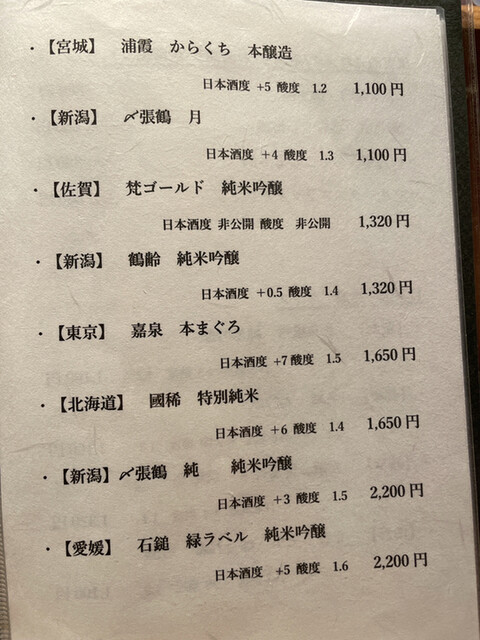 ・【宮城】 浦霞 からくち 本醸造
日本酒度 +5 酸度 1.2 1,100円
・【新潟】 〆張鶴 月
日本酒度 +4 酸度 1.3 1,100円
・【佐賀】 梵ゴールド 純米吟醸
日本酒度 非公開 酸度 非公開 1,320円
・【新潟】 鶴齢 純米吟醸
日本酒度 +0.5 酸度 1.4 1,320円
・【東京】 嘉泉 本まぐろ
日本酒度 +7 酸度 1.5 1,650円
・【北海道】 國稀 特別純米
日本酒度 +6 酸度 1.4 1,650円
・【新潟】〆張鶴 純 純米吟醸
日本酒度 +3 酸度 1.5 2,200円
・【愛媛】 石鎚 緑ラベル 純米吟醸
日本酒度 +5 酸度 1.6 2,200円